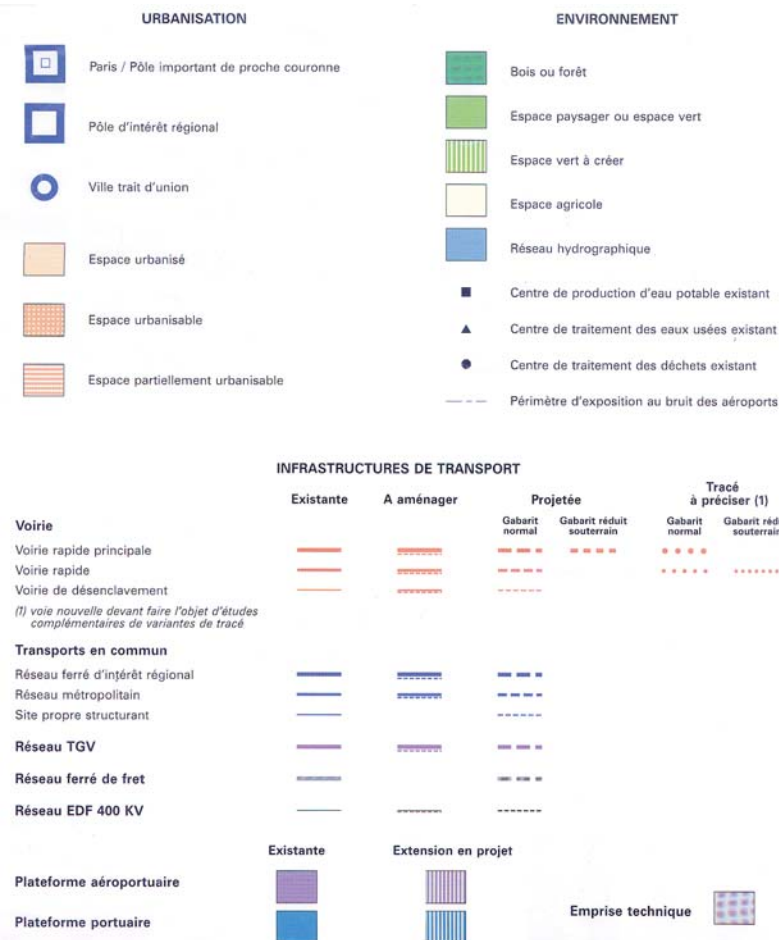 URBANISATION
Paris / Pôle important de proche couronne
Pôle d'intérêt régional
Ville trait d'union
Espace urbanisé
Espace urbanisable
Espace partiellement urbanisable
ENVIRONNEMENT
Bois ou forêt
Espace paysager ou espace vert
Espace vert à créer
Espace agricole
Réseau hydrographique
Centre de production d'eau potable existant
Centre de traitement des eaux usées existant
Centre de traitement des déchets existant
Périmètre d'exposition au bruit des aéroports
INFRASTRUCTURES DE TRANSPORT
Existante A aménager Projetée Tracé à préciser (1)
Voirie Gabarit normal Gabarit réduit souterrain Gabarit normal Gabarit réd souterrain
Voirie rapide principale
Voirie rapide
Voirie de désenclavement
(1) voie nouvelle devant faire l'objet d'études
complémentaires de variantes de tracé
Transports en commun
Réseau ferré d'intérêt régional
Réseau métropolitain
Site propre structurant
Réseau TGV
Réseau ferré de fret
Réseau EDF 400 KV
Existante Extension en projet
Plateforme aéroportuaire
Plateforme portuaire
Emprise technique